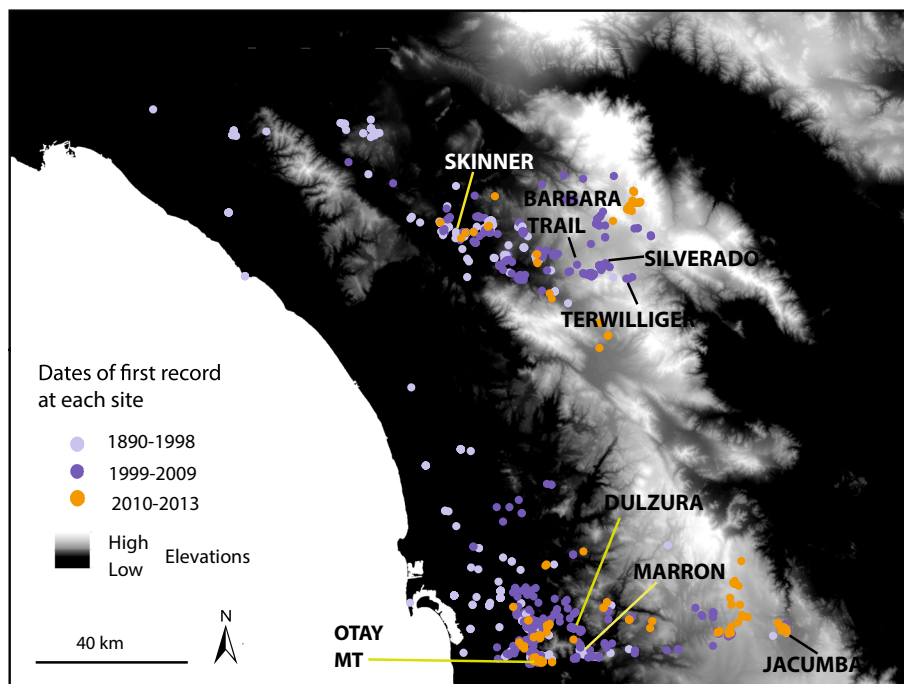 SKINNER
BARBARA
TRAIL
SILVERADO
TERWILLIGER
Dates of first record
at each site
1890-1998
1999-2009
2010-2013
High
Low
Elevations
DULZURA
MARRON
N
40 km
OTAY
MT
JACUMBA